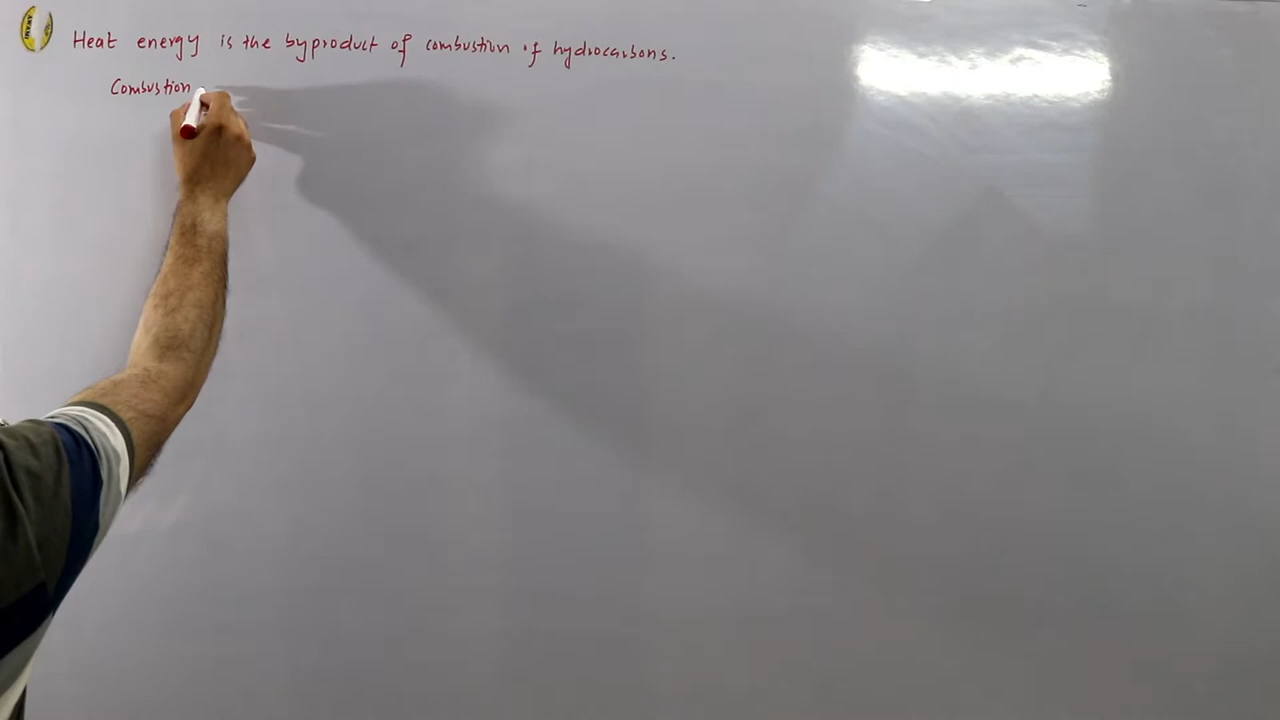 Heat energy is the byproduct of combustion of hydrocarbons.
Combustion